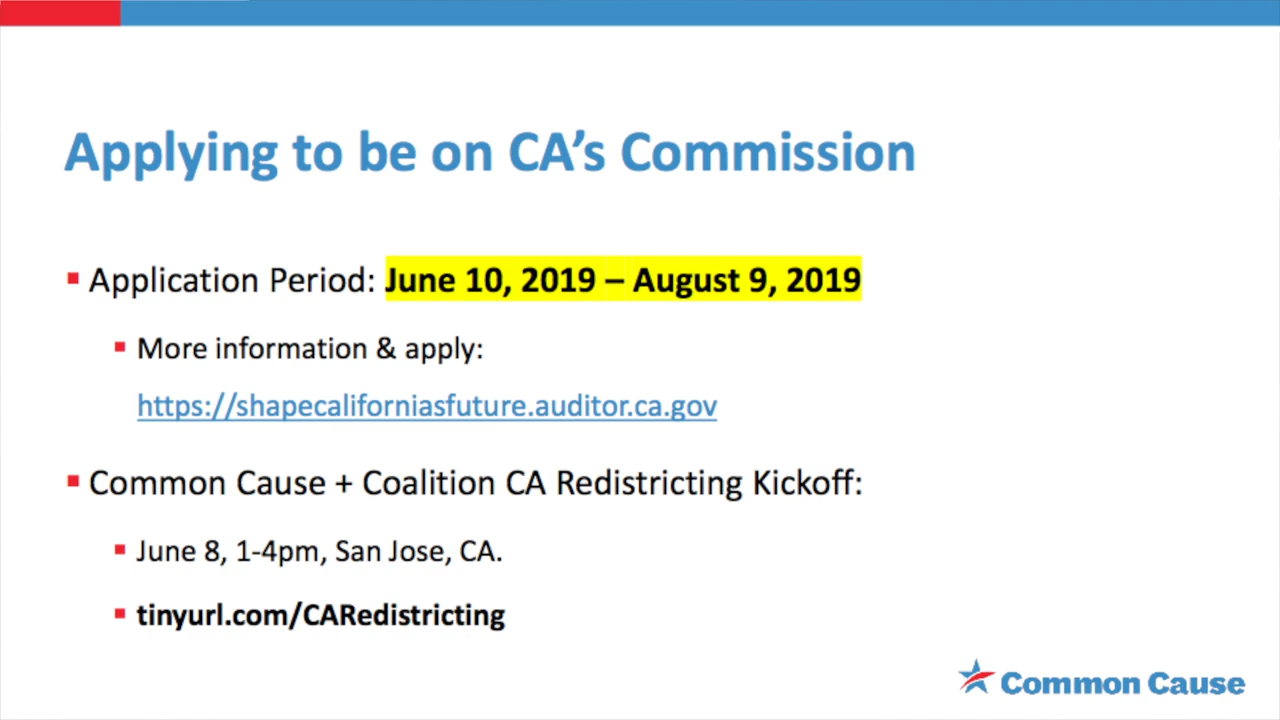 Applying to be on CA’s Commission
▪ Application Period: June 10, 2019 – August 9, 2019
▪ More information & apply:
https://shapecaliforniasfuture.auditor.ca.gov
▪ Common Cause + Coalition CA Redistricting Kickoff:
▪ June 8, 1-4pm, San Jose, CA.
▪ tinyurl.com/CARedistricting
Common Cause